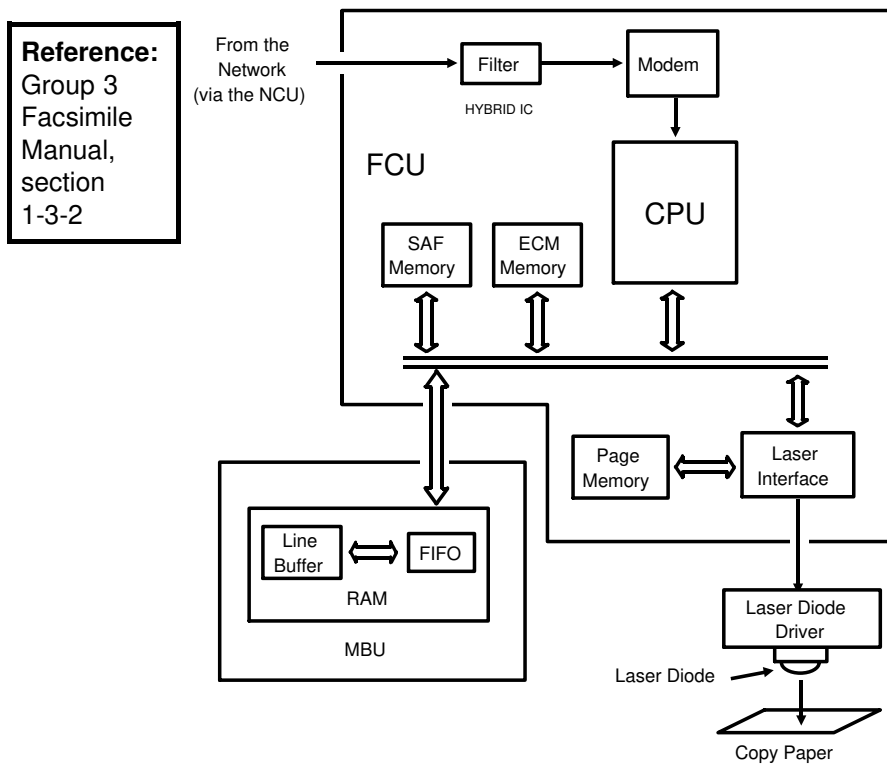 Reference:
Group 3
Facsimile
Manual,
section
1-3-2
From the
Network
(via the NCU)
Filter
HYBRID IC
Modem
FCU
CPU
SAF
Memory
ECM
Memory
Page
Memory
Laser
Interface
Line
Buffer
FIFO
RAM
MBU
Laser Diode
Driver
Laser Diode
Copy Paper